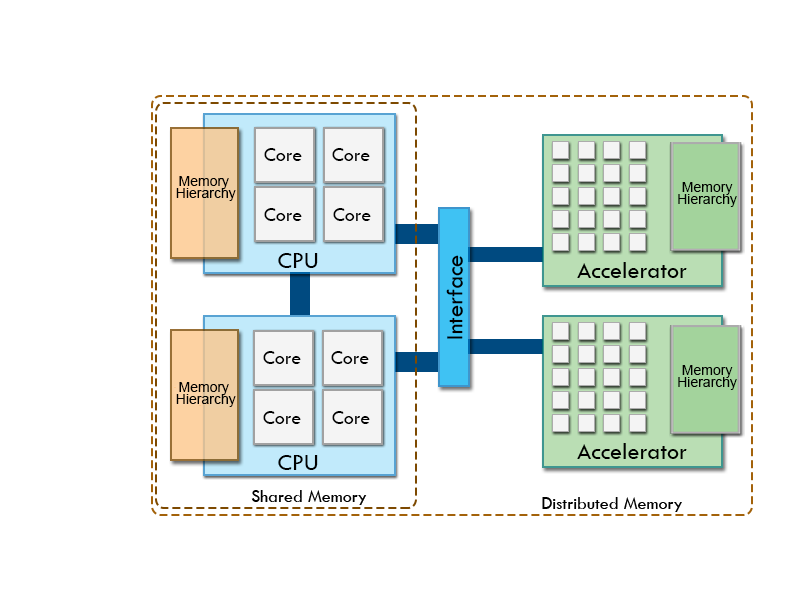 Memory
Hierarchy
Core
Core
Core
Core
CPU
Memory
Hierarchy
Core
Core
Core
Core
CPU
Shared Memory
Interface
Memory
Hierarchy
Accelerator
Memory
Hierarchy
Accelerator
Distributed Memory